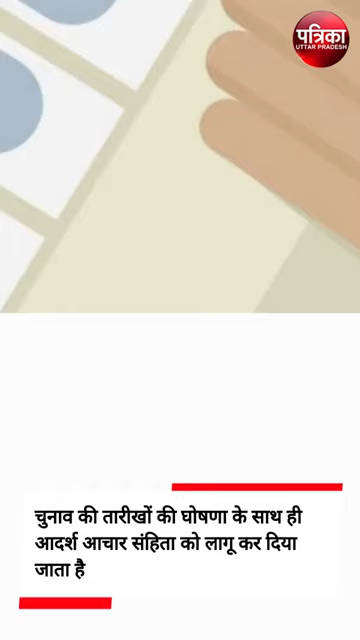 पत्रिका
UTTAR PRADESH
चुनाव की तारीखों की घोषणा के साथ ही
आदर्श आचार संहिता को लागू कर दिया
जाता है